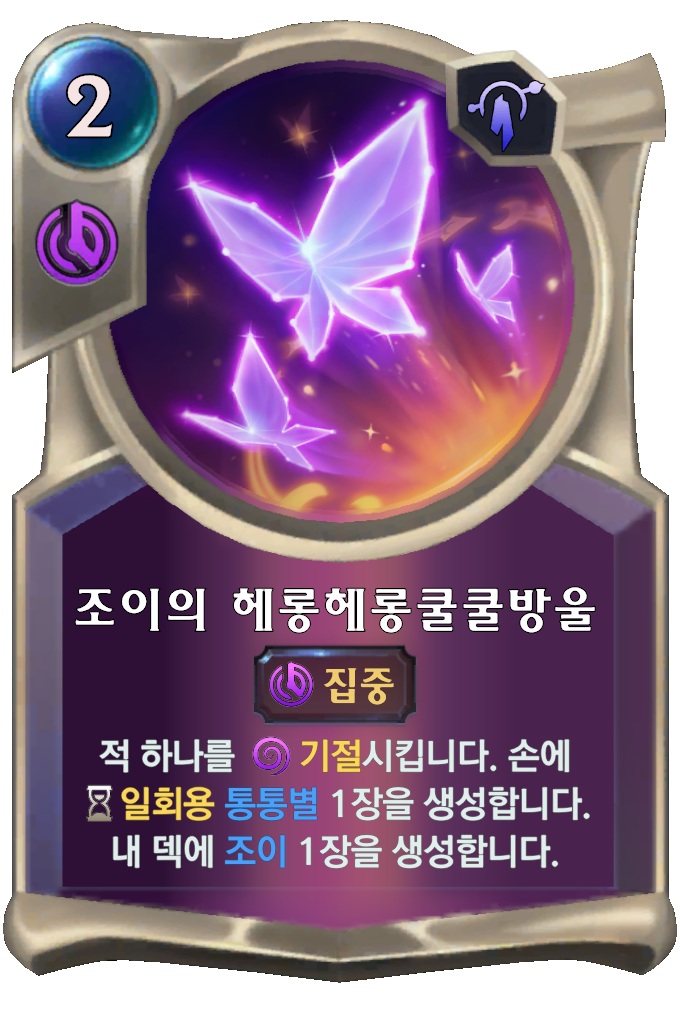 2
조이의 헤롱헤롱쿨쿨방울
집중
적 하나를 기절시킵니다. 손에
일회용 통통별 1장을 생성합니다.
내 덱에 조이 1장을 생성합니다.